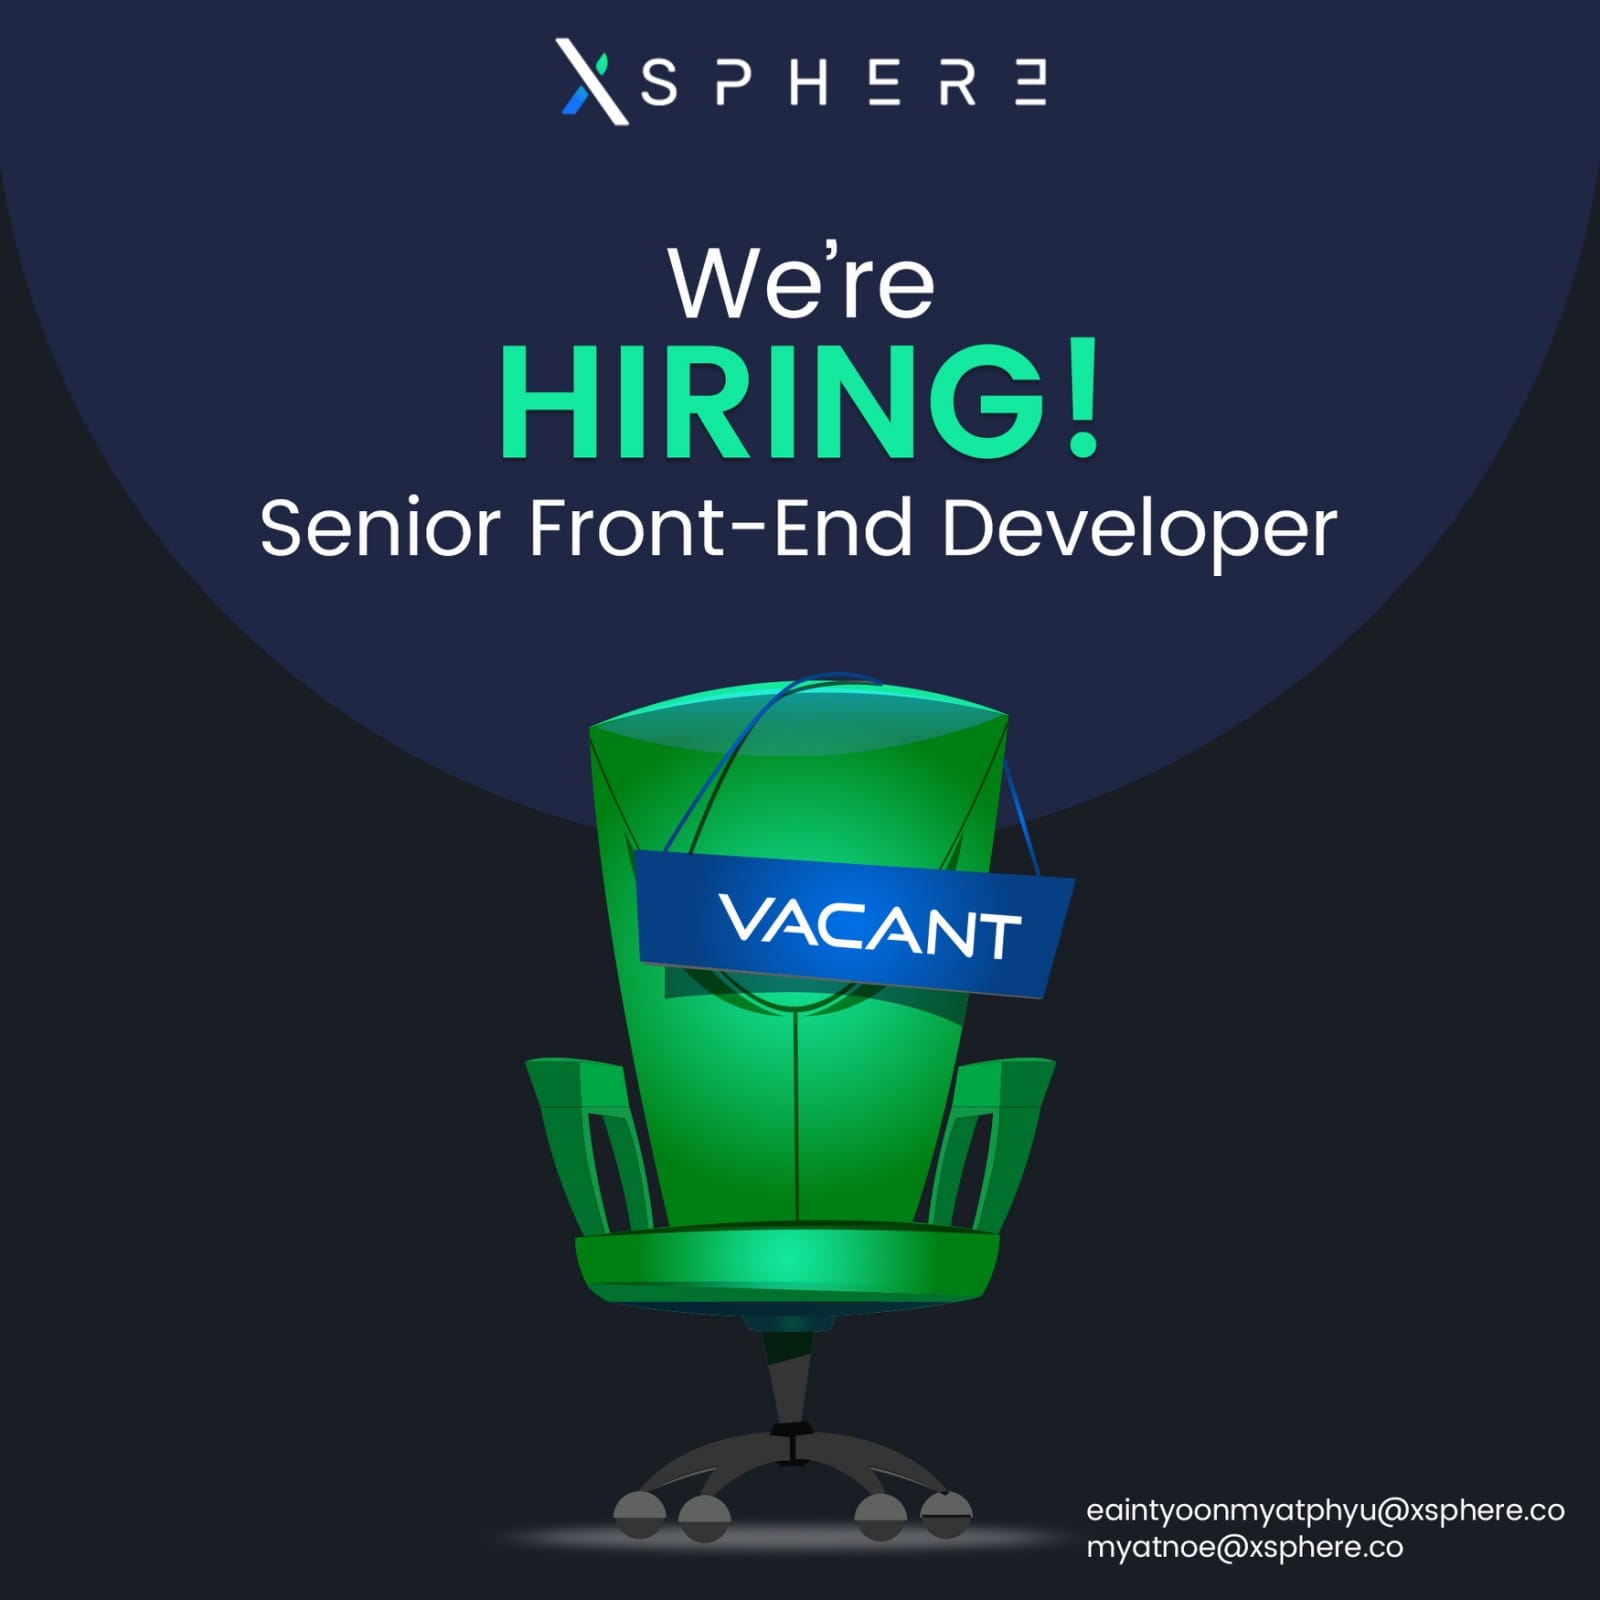 XSPHERE
We're
HIRING!
Senior Front-End Developer
VACANT
eaintyoonmyatphyu@xsphere.co
myatnoe@xsphere.co